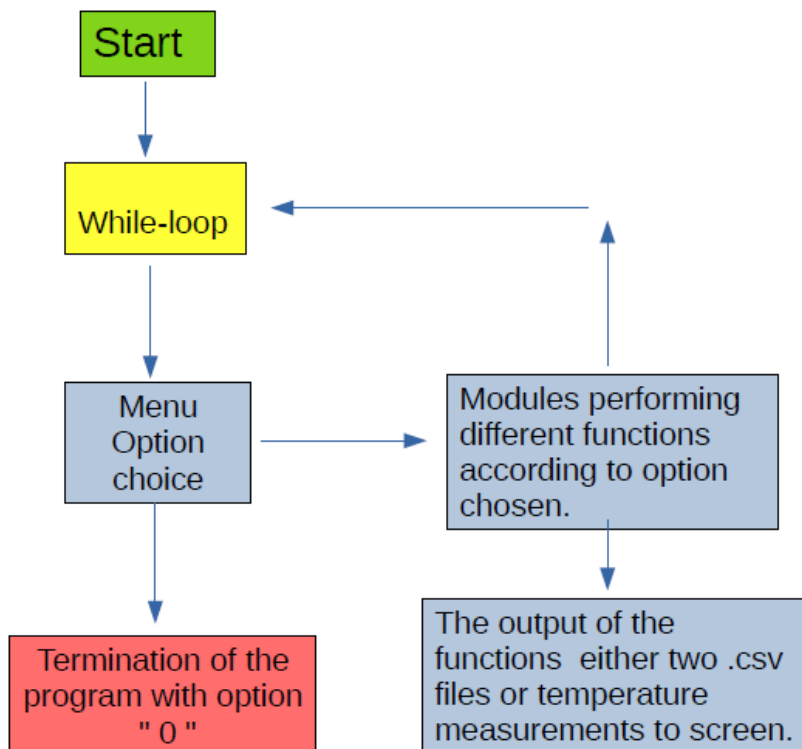 Start
While-loop
Menu
Option
choice
Modules performing
different functions
according to option
chosen.
Termination of the
program with option
" 0 "
The output of the
functions  either two .csv
files or temperature
measurements to screen.